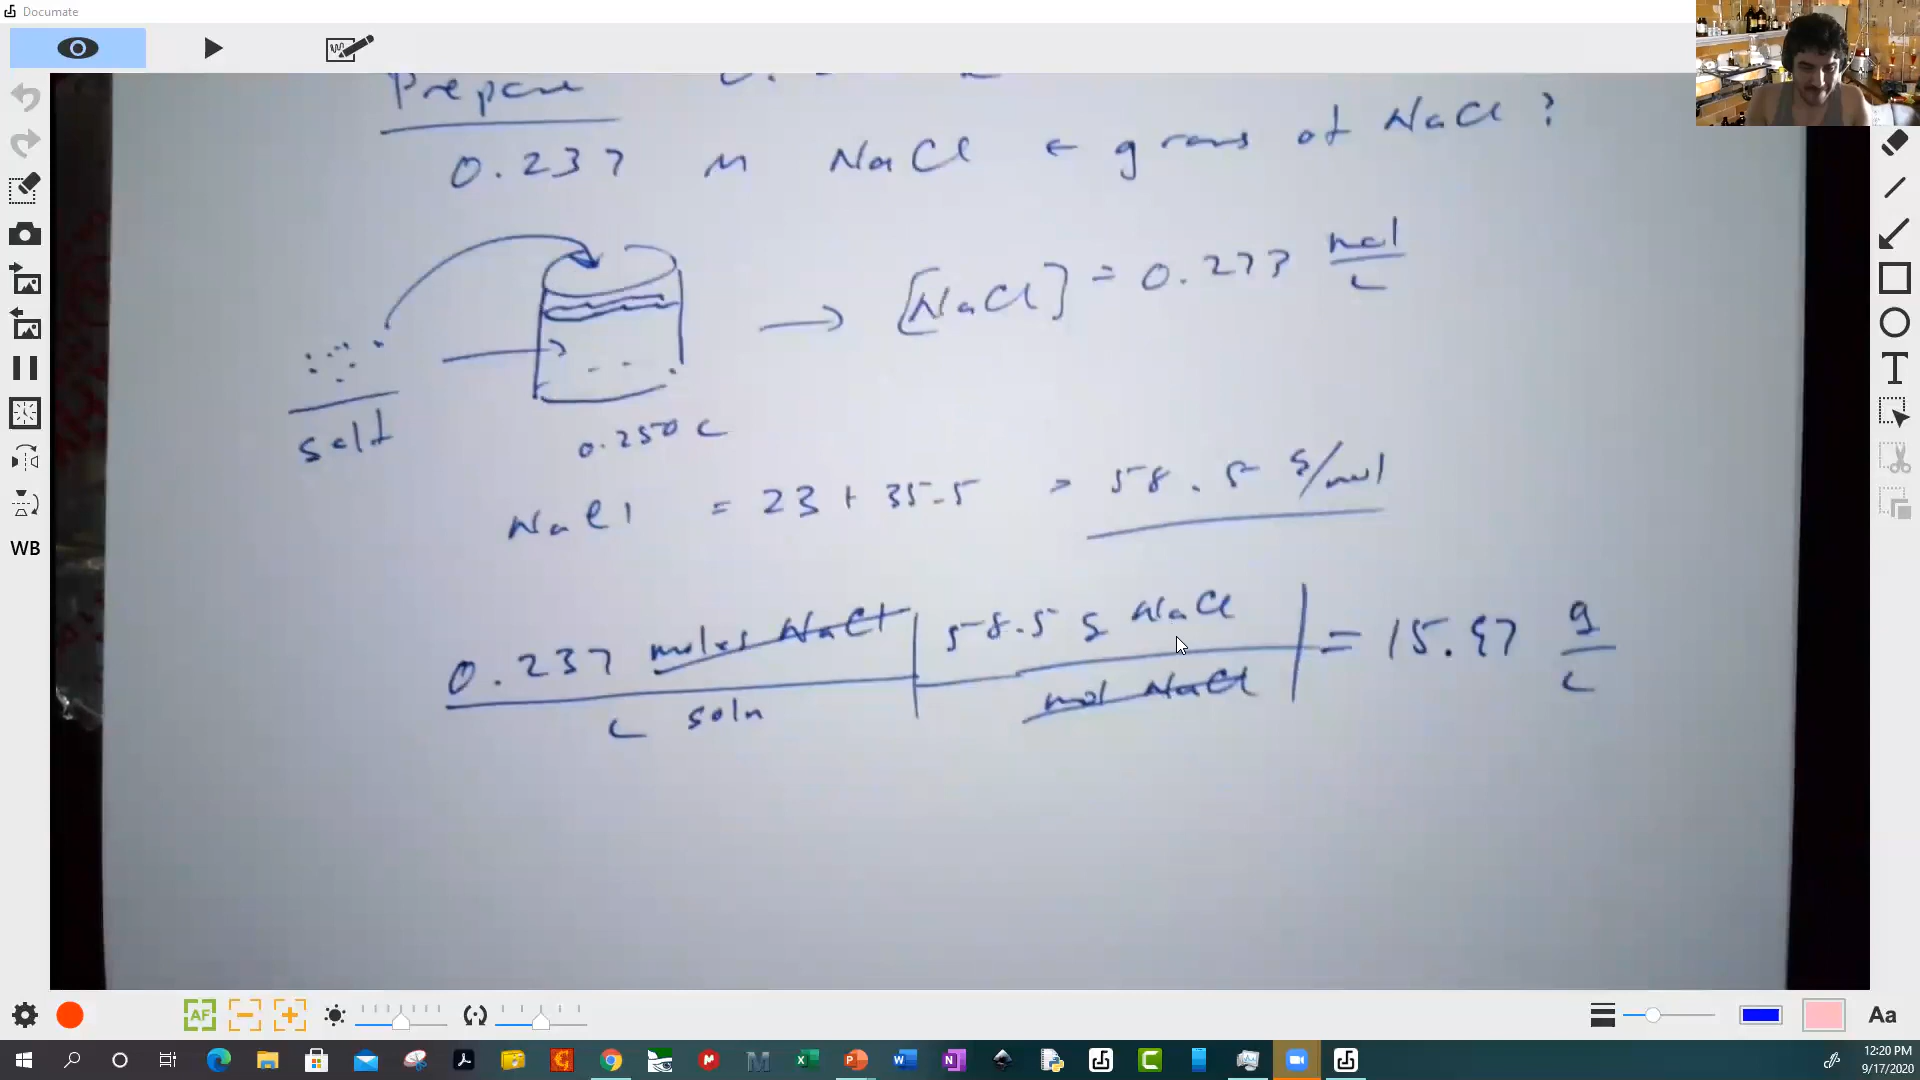 Documate
Prepare
0.237 M NaCl ← grams of NaCl ?
[NaCl] = 0.273 mol/L
salt
0.250 L
NaCl = 23 + 35.5 = 58.5 g/mol
0.237 moles NaCl / L soln | 58.5 g NaCl / mol NaCl | = 15.97 g/L
T
WB
AF
Aa
12:20 PM
9/17/2020